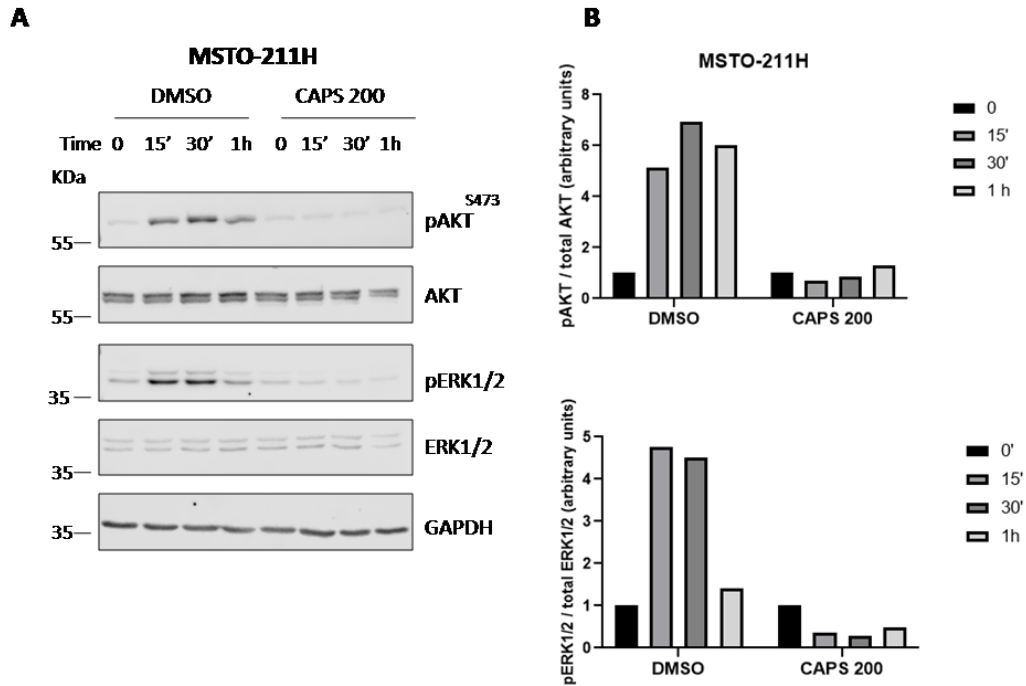 A
MSTO-211H
DMSO CAPS 200
Time 0 15’ 30’ 1h 0 15’ 30’ 1h
KDa
pAKT S473
55
AKT
55
pERK1/2
35
ERK1/2
35
GAPDH
35
B
MSTO-211H
pAKT / total AKT (arbitrary units)
8
6
4
2
0
DMSO CAPS 200
0
15'
30'
1 h
pERK1/2 / total ERK1/2 (arbitrary units)
5
4
3
2
1
0
DMSO CAPS 200
0'
15'
30'
1h